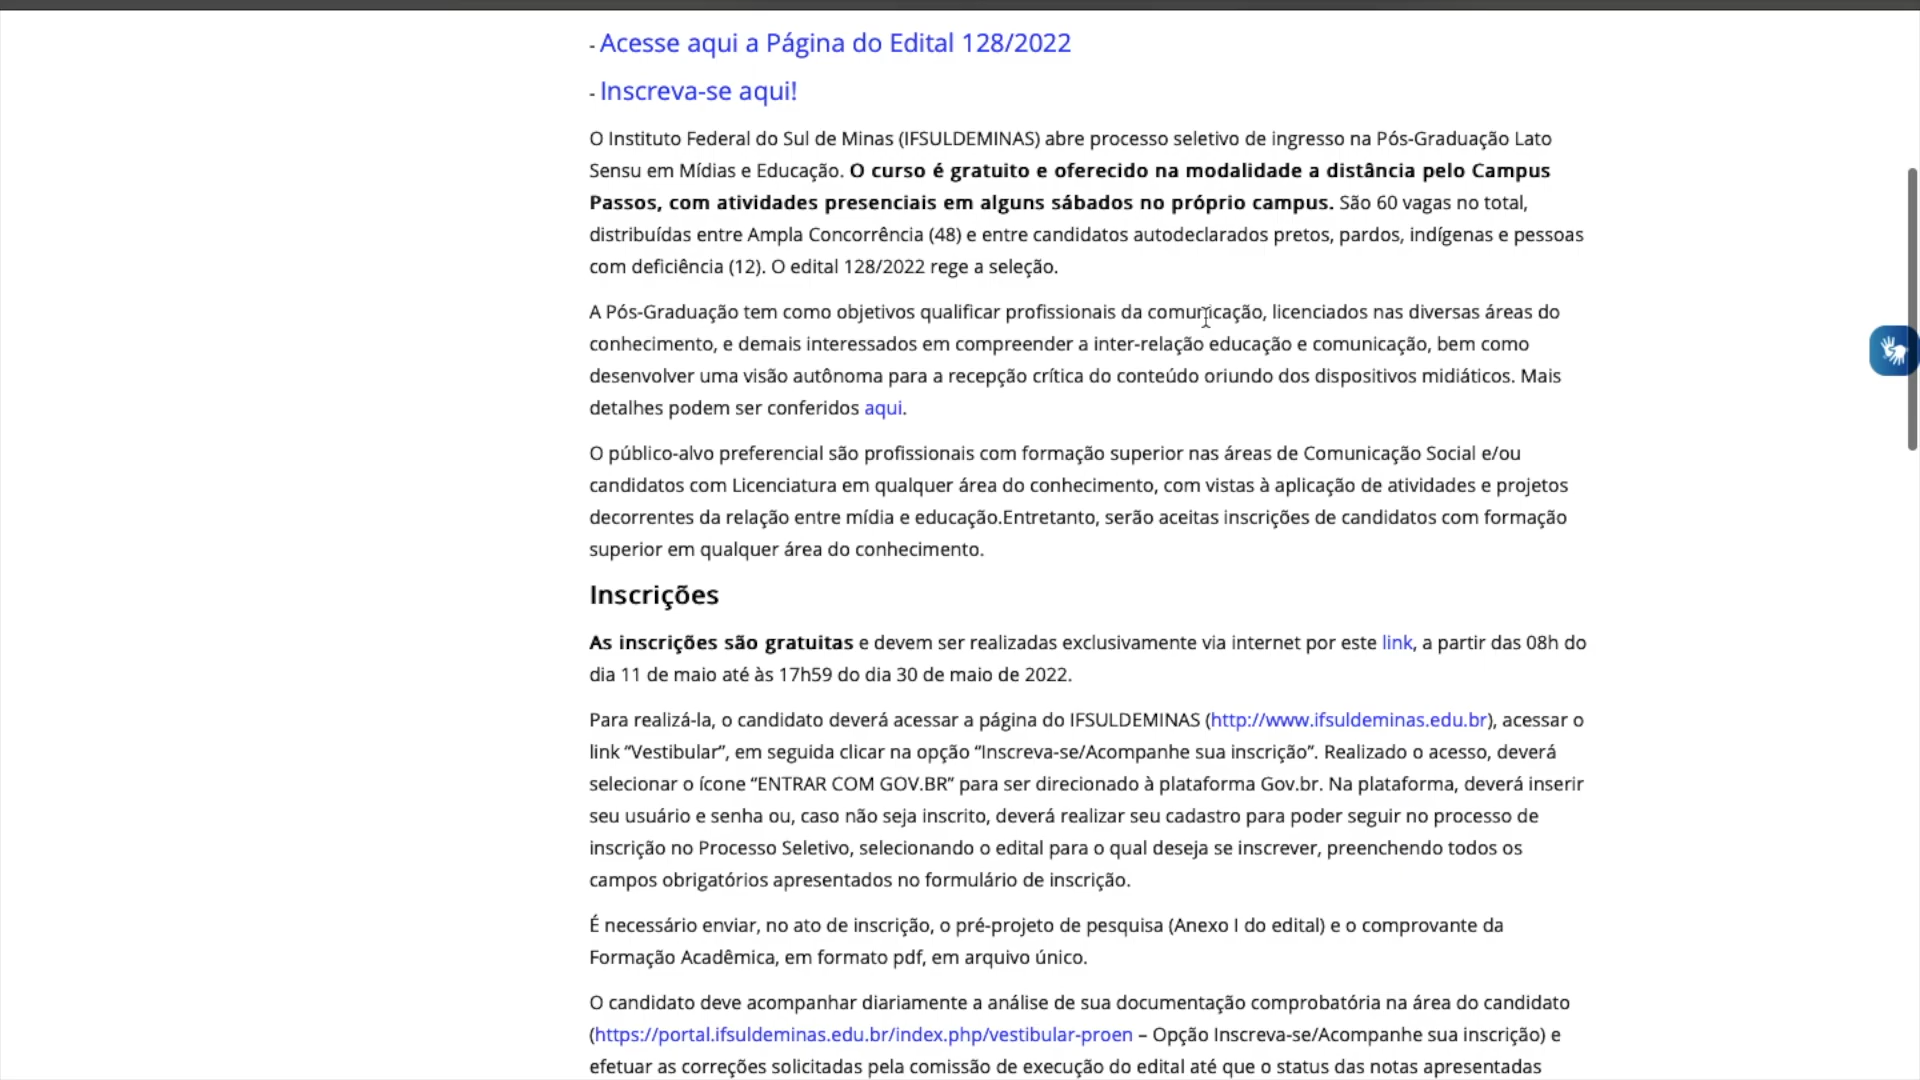 - Acesse aqui a Página do Edital 128/2022
- Inscreva-se aqui!
O Instituto Federal do Sul de Minas (IFSULDEMINAS) abre processo seletivo de ingresso na Pós-Graduação Lato
Sensu em Mídias e Educação. O curso é gratuito e oferecido na modalidade a distância pelo Campus
Passos, com atividades presenciais em alguns sábados no próprio campus. São 60 vagas no total,
distribuídas entre Ampla Concorrência (48) e entre candidatos autodeclarados pretos, pardos, indígenas e pessoas
com deficiência (12). O edital 128/2022 rege a seleção.
A Pós-Graduação tem como objetivos qualificar profissionais da comunicação, licenciados nas diversas áreas do
conhecimento, e demais interessados em compreender a inter-relação educação e comunicação, bem como
desenvolver uma visão autônoma para a recepção crítica do conteúdo oriundo dos dispositivos midiáticos. Mais
detalhes podem ser conferidos aqui.
O público-alvo preferencial são profissionais com formação superior nas áreas de Comunicação Social e/ou
candidatos com Licenciatura em qualquer área do conhecimento, com vistas à aplicação de atividades e projetos
decorrentes da relação entre mídia e educação.Entretanto, serão aceitas inscrições de candidatos com formação
superior em qualquer área do conhecimento.
Inscrições
As inscrições são gratuitas e devem ser realizadas exclusivamente via internet por este link, a partir das 08h do
dia 11 de maio até às 17h59 do dia 30 de maio de 2022.
Para realizá-la, o candidato deverá acessar a página do IFSULDEMINAS (http://www.ifsuldeminas.edu.br), acessar o
link “Vestibular”, em seguida clicar na opção “Inscreva-se/Acompanhe sua inscrição”. Realizado o acesso, deverá
selecionar o ícone “ENTRAR COM GOV.BR” para ser direcionado à plataforma Gov.br. Na plataforma, deverá inserir
seu usuário e senha ou, caso não seja inscrito, deverá realizar seu cadastro para poder seguir no processo de
inscrição no Processo Seletivo, selecionando o edital para o qual deseja se inscrever, preenchendo todos os
campos obrigatórios apresentados no formulário de inscrição.
É necessário enviar, no ato de inscrição, o pré-projeto de pesquisa (Anexo I do edital) e o comprovante da
Formação Acadêmica, em formato pdf, em arquivo único.
O candidato deve acompanhar diariamente a análise de sua documentação comprobatória na área do candidato
(https://portal.ifsuldeminas.edu.br/index.php/vestibular-proen – Opção Inscreva-se/Acompanhe sua inscrição) e
efetuar as correções solicitadas pela comissão de execução do edital até que o status das notas apresentadas